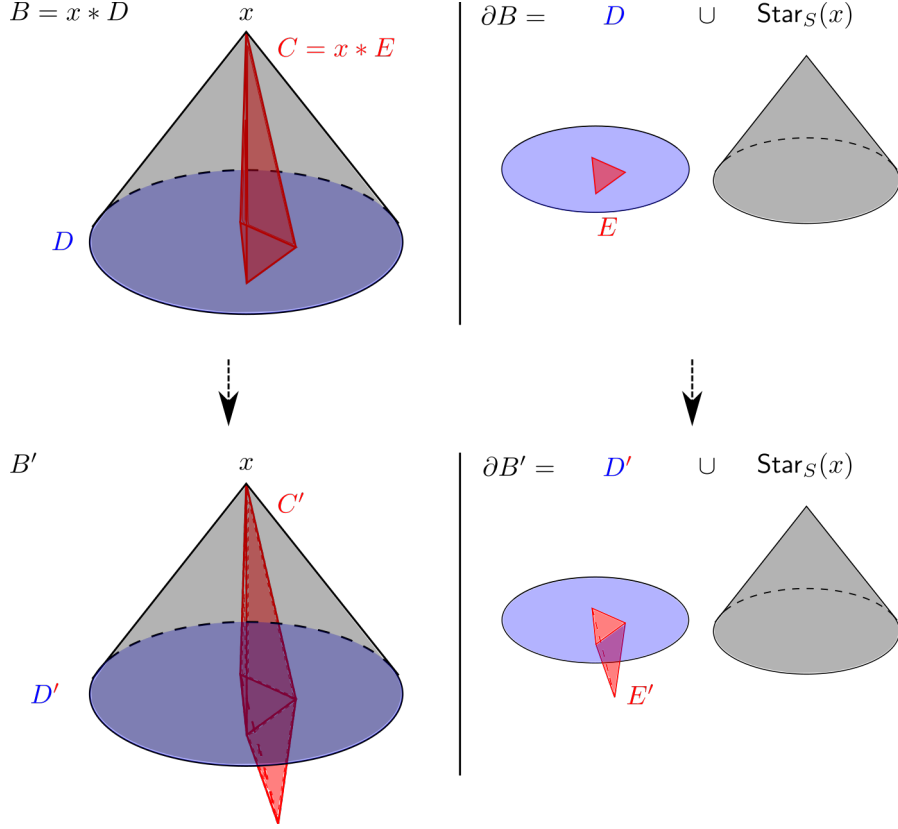 B = x ∗ D
x
C = x ∗ E
D
∂B = D ∪ Star_S(x)
E
B′
x
C′
D′
∂B′ = D′ ∪ Star_S(x)
E′